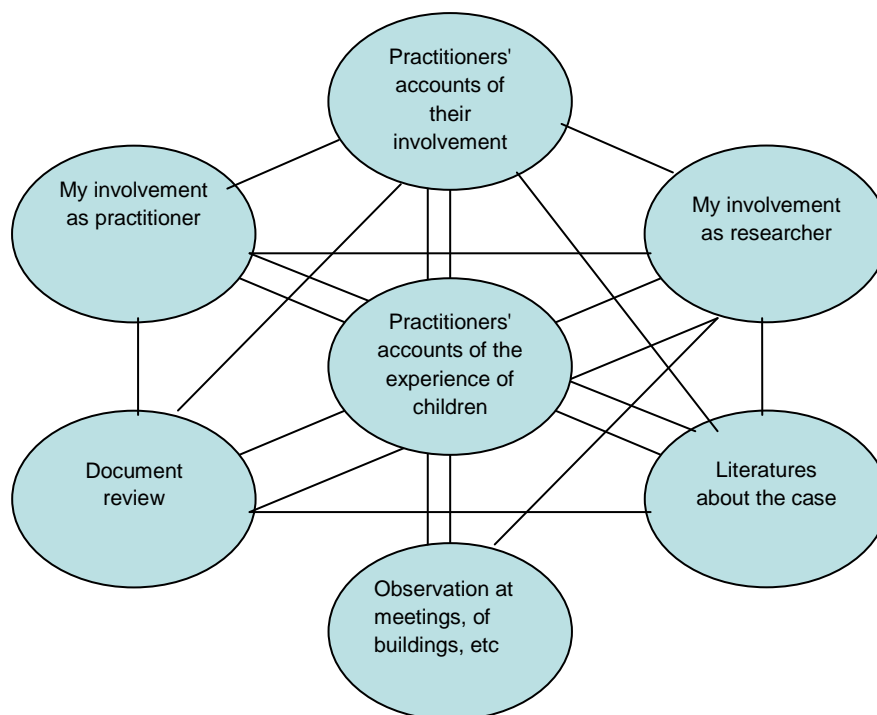 Practitioners'
accounts of
their
involvement
My involvement
as practitioner
My involvement
as researcher
Practitioners'
accounts of the
experience of
children
Document
review
Literatures
about the case
Observation at
meetings, of
buildings, etc